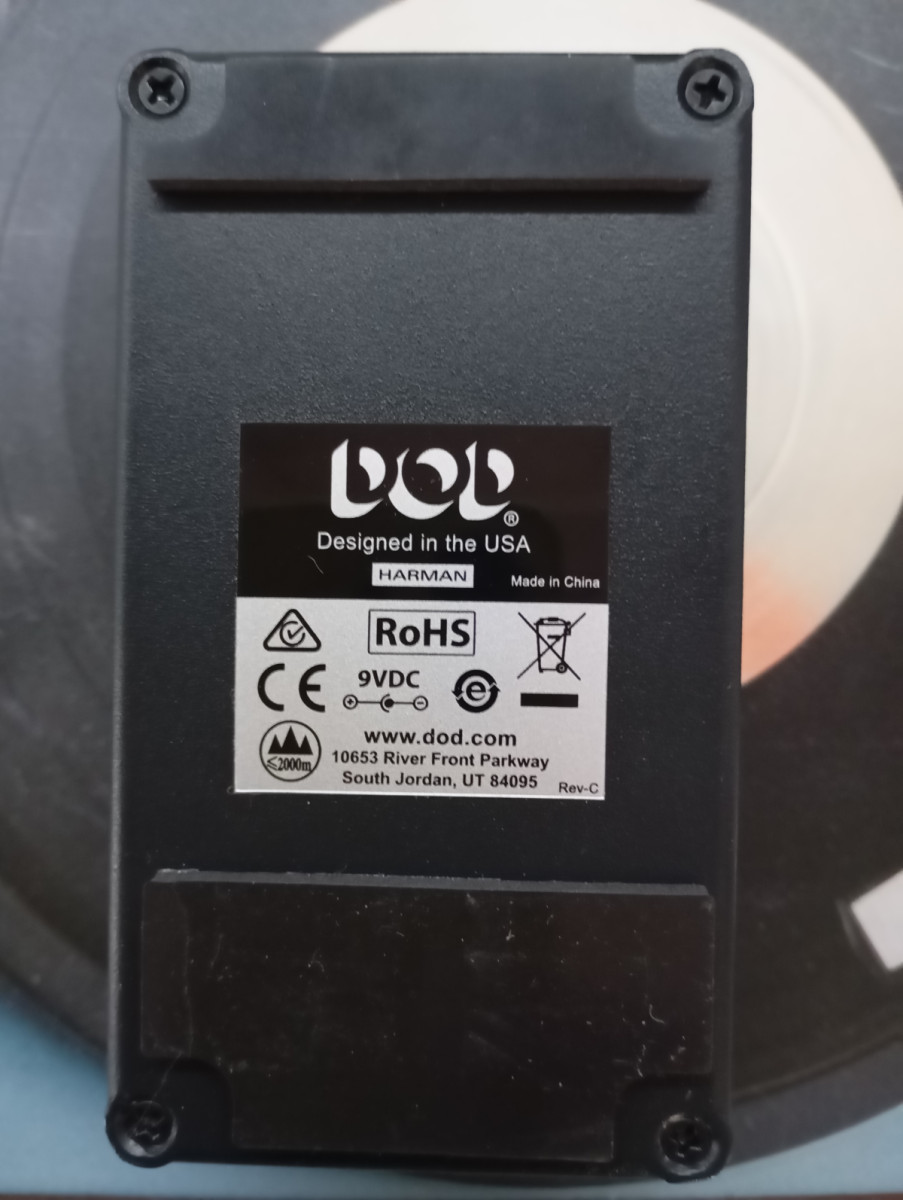 DOD®
Designed in the USA
HARMAN
Made in China
RoHS
CE
9VDC
e
≤2000m
www.dod.com
10653 River Front Parkway
South Jordan, UT 84095
Rev-C